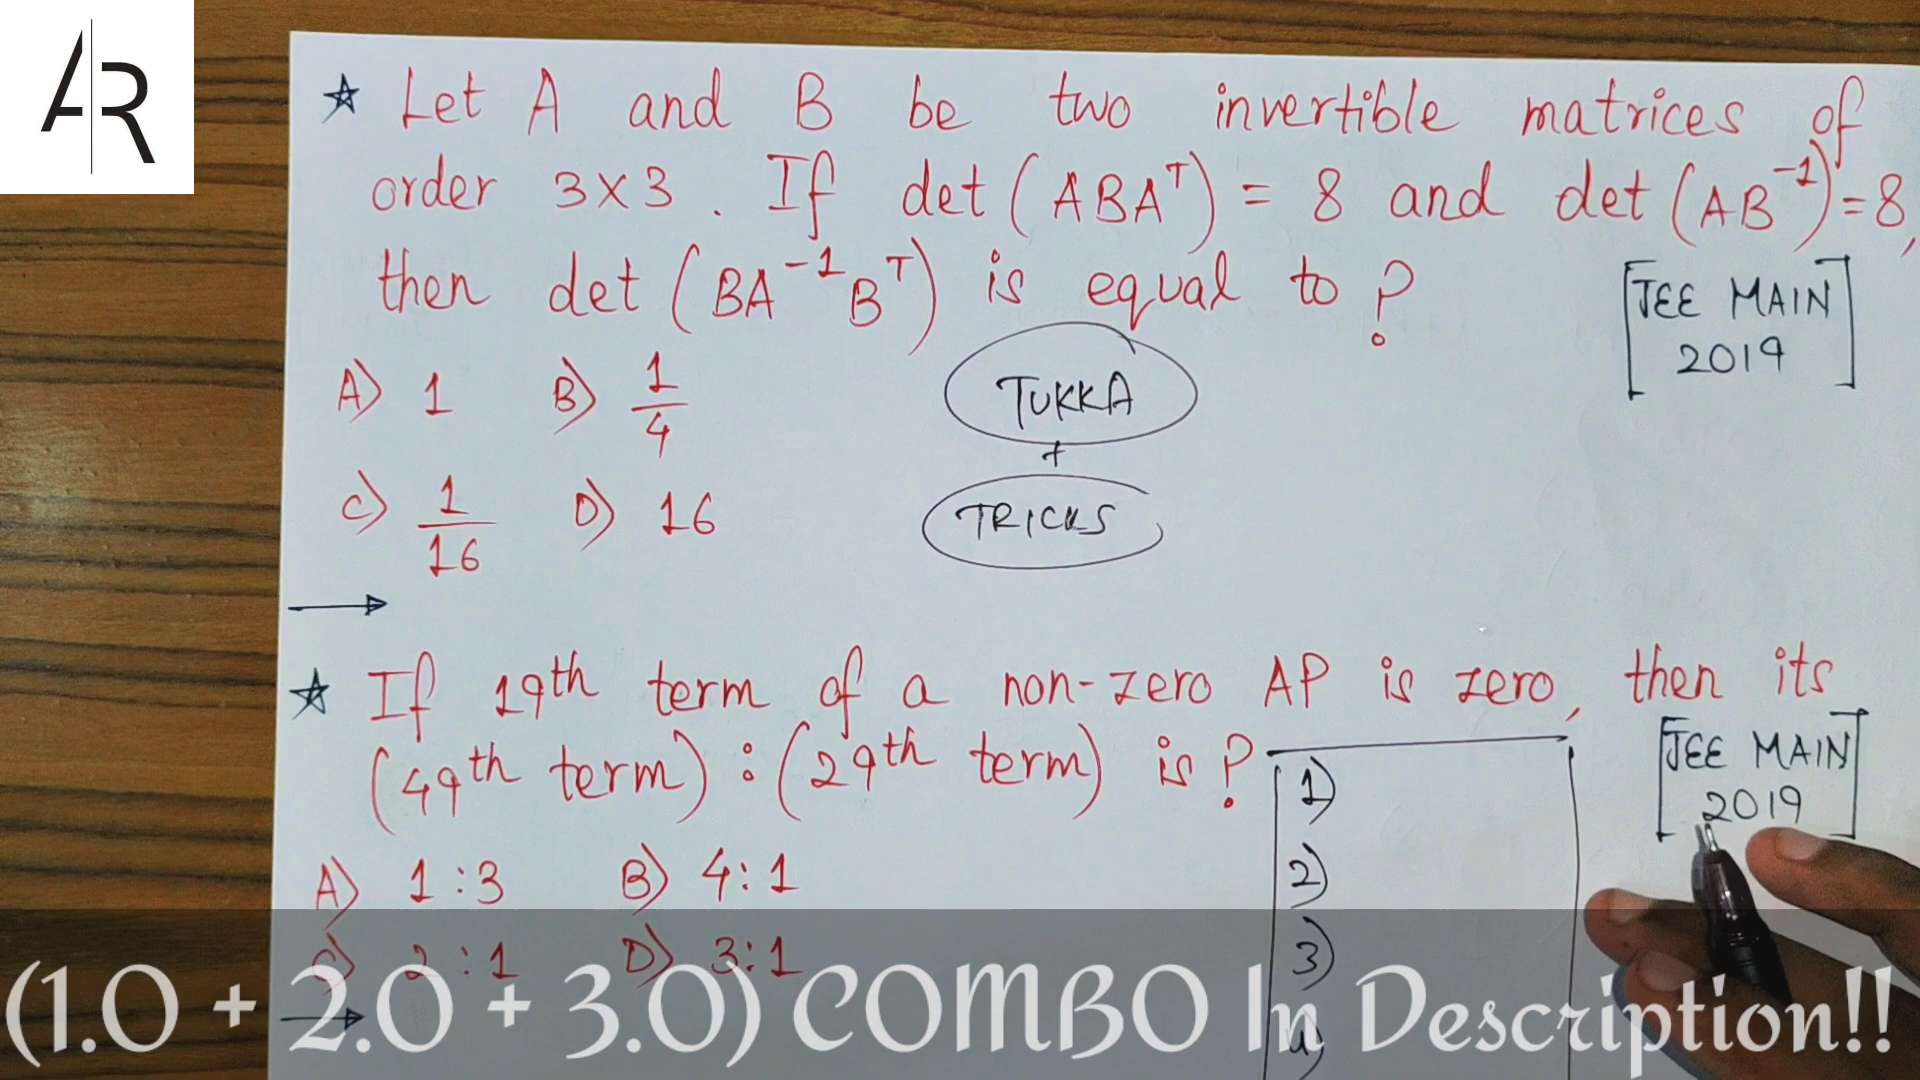 AR
☆ Let A and B be two invertible matrices of
order 3×3. If det (ABAᵀ) = 8 and det (AB⁻¹) = 8,
then det (BA⁻¹Bᵀ) is equal to ?
[JEE MAIN
2019]
A) 1 B) 1/4
TUKKA
+
C) 1/16 D) 16
TRICKS
→
☆ If 19th term of a non-zero AP is zero, then its
(49th term) : (29th term) is ?
[JEE MAIN
2019]
1)
2)
3)
4)
A) 1:3 B) 4:1
C) 2:1 D) 3:1
→
(1.0 + 2.0 + 3.0) COMBO In Description!!